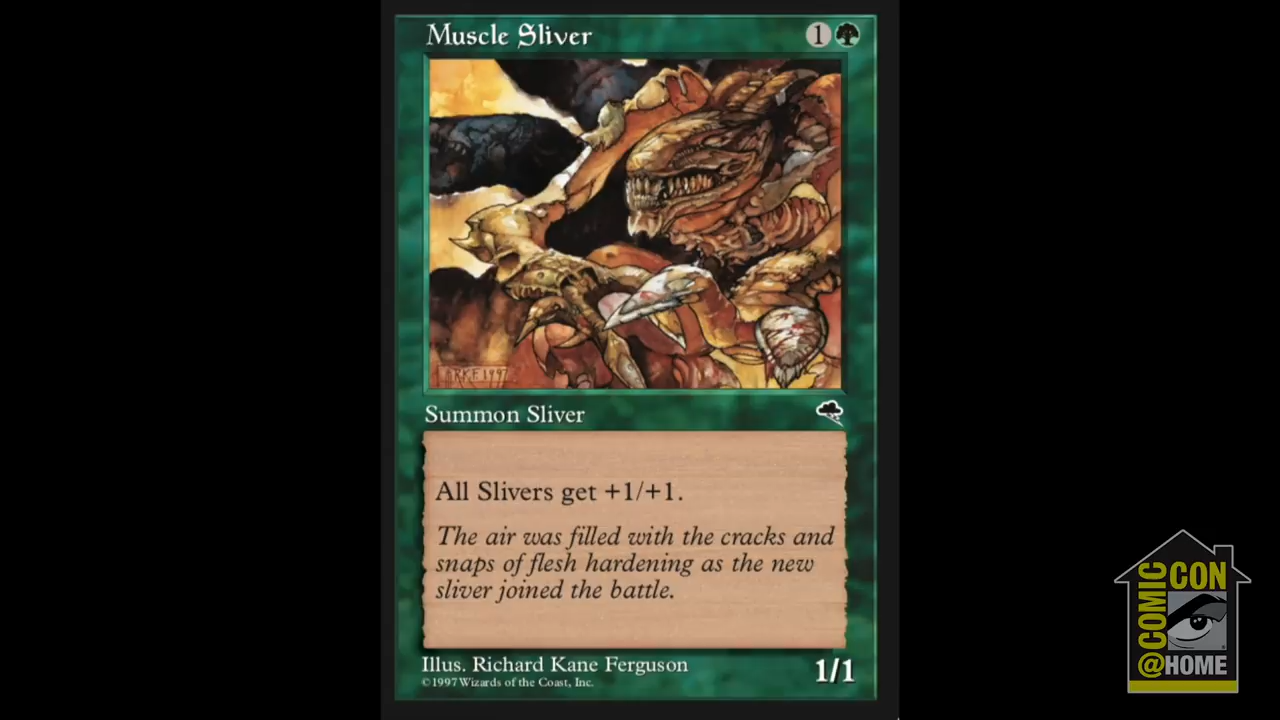 Muscle Sliver
1
Summon Sliver
All Slivers get +1/+1.
The air was filled with the cracks and
snaps of flesh hardening as the new
sliver joined the battle.
Illus. Richard Kane Ferguson
1/1
©1997 Wizards of the Coast, Inc.
COMIC
CON
@HOME